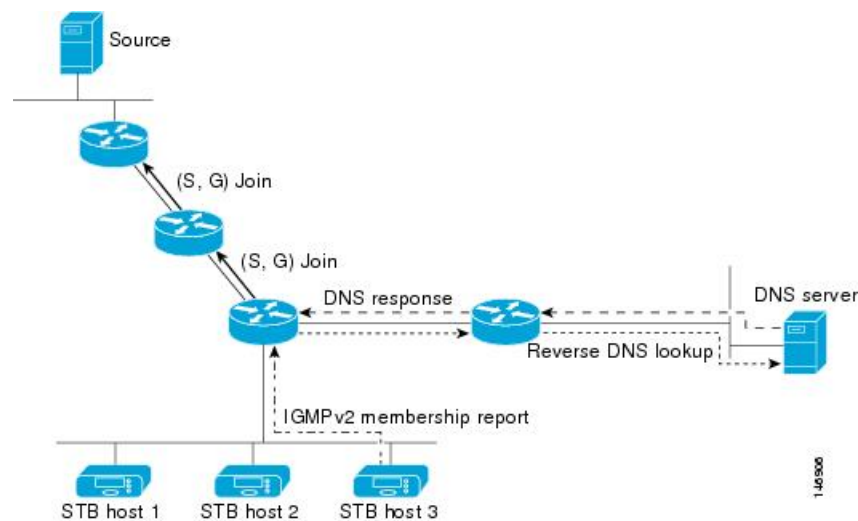 Source
(S, G) Join
(S, G) Join
DNS response
DNS server
Reverse DNS lookup
IGMPv2 membership report
STB host 1
STB host 2
STB host 3
146906